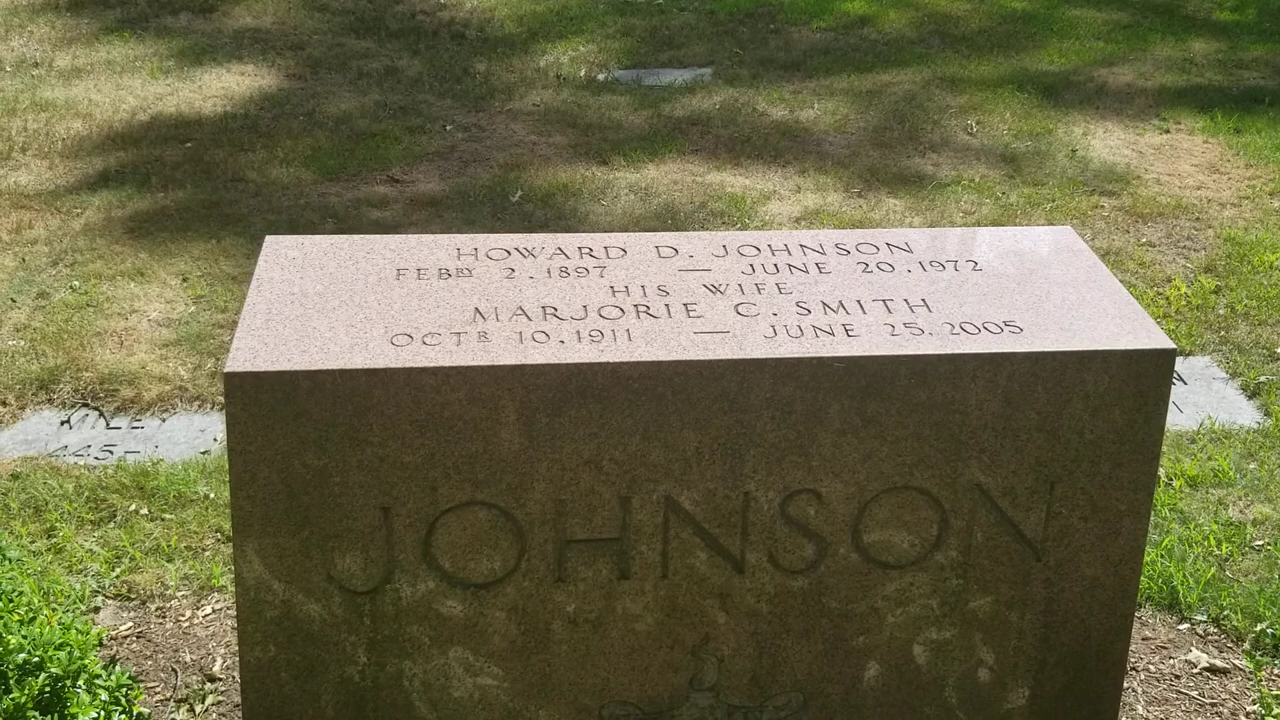 HOWARD D. JOHNSON
FEBRY 2.1897 — JUNE 20.1972
HIS WIFE
MARJORIE C. SMITH
OCTR 10.1911 — JUNE 25.2005
JOHNSON